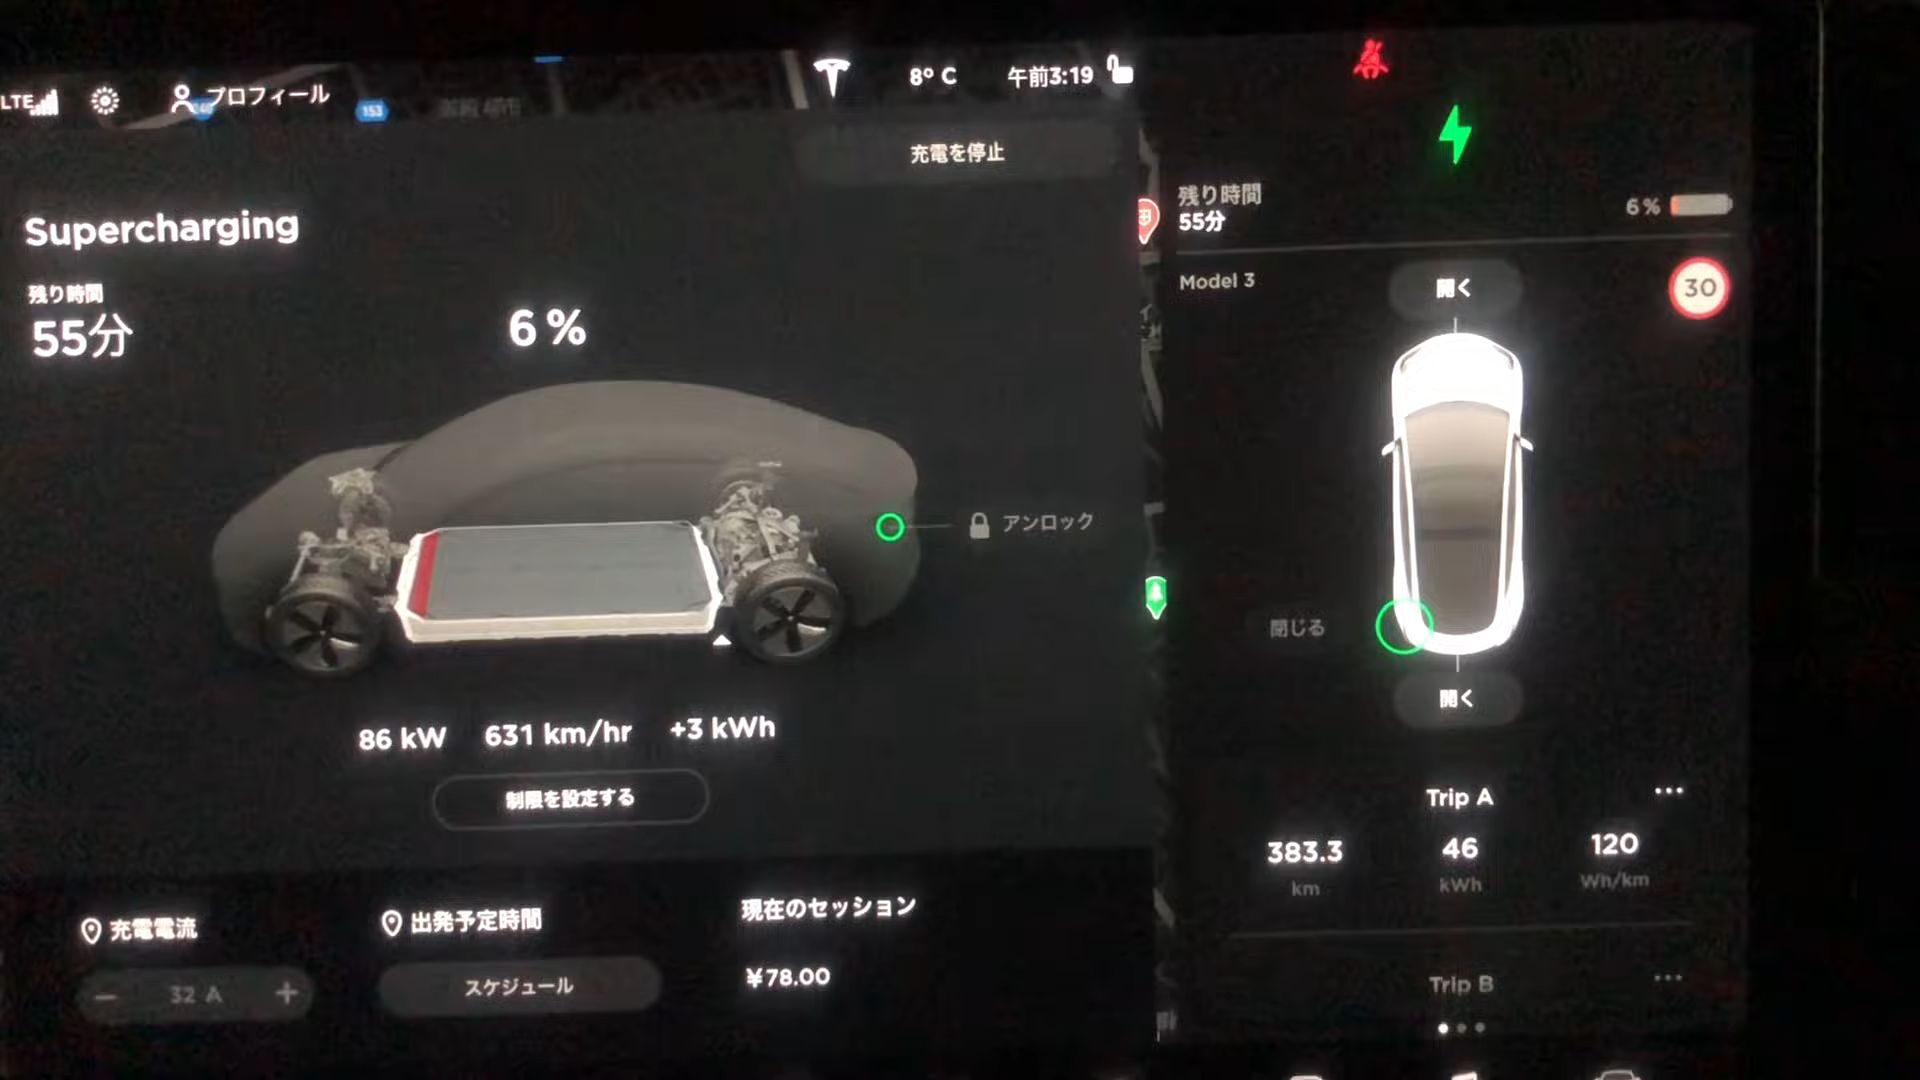 LTE
プロフィール
153
8° C
午前3:19
充電を停止
Supercharging
残り時間
55分
6 %
アンロック
86 kW
631 km/hr
+3 kWh
制限を設定する
充電電流
32 A
出発予定時間
スケジュール
現在のセッション
¥78.00
残り時間
55分
6 %
Model 3
30
開く
閉じる
開く
Trip A
383.3
km
46
kWh
120
Wh/km
Trip B